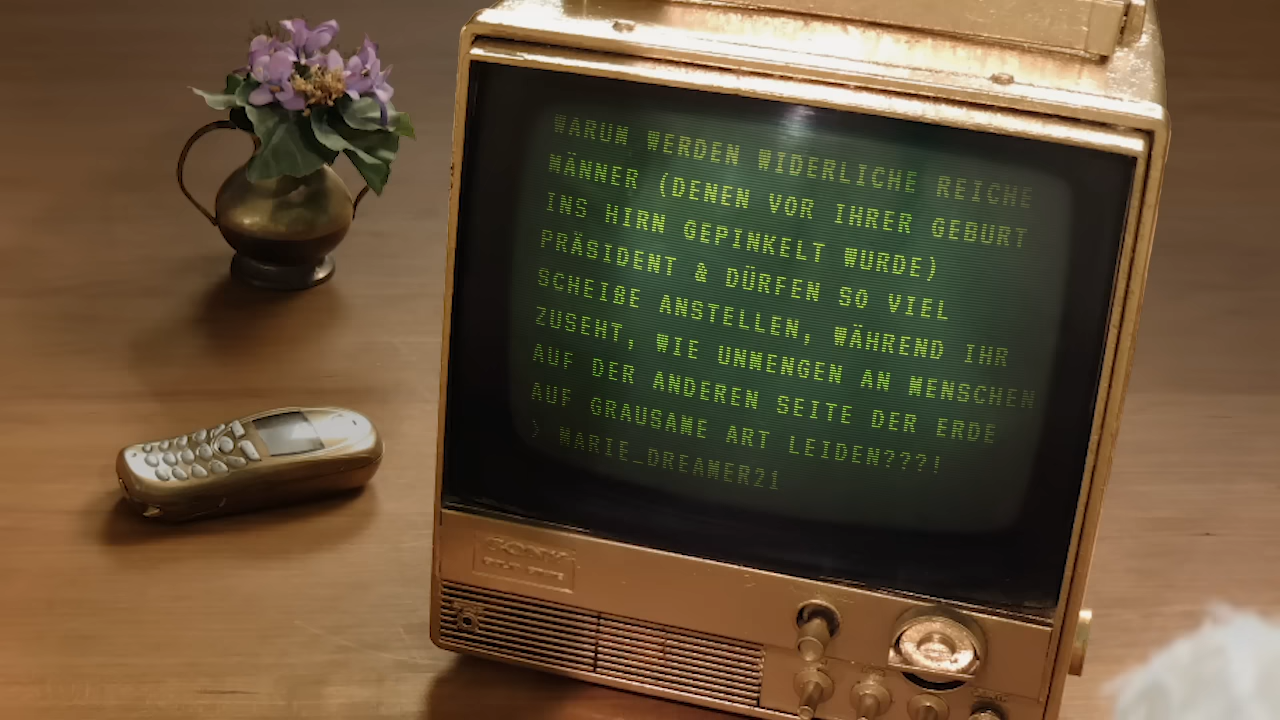 WARUM WERDEN WIDERLICHE REICHE
MÄNNER (DENEN VOR IHRER GEBURT
INS HIRN GEPINKELT WURDE)
PRÄSIDENT & DÜRFEN SO VIEL
SCHEIßE ANSTELLEN, WÄHREND IHR
ZUSEHT, WIE UNMENGEN AN MENSCHEN
AUF DER ANDEREN SEITE DER ERDE
AUF GRAUSAME ART LEIDEN???!
> MARIE_DREAMER21
SONY